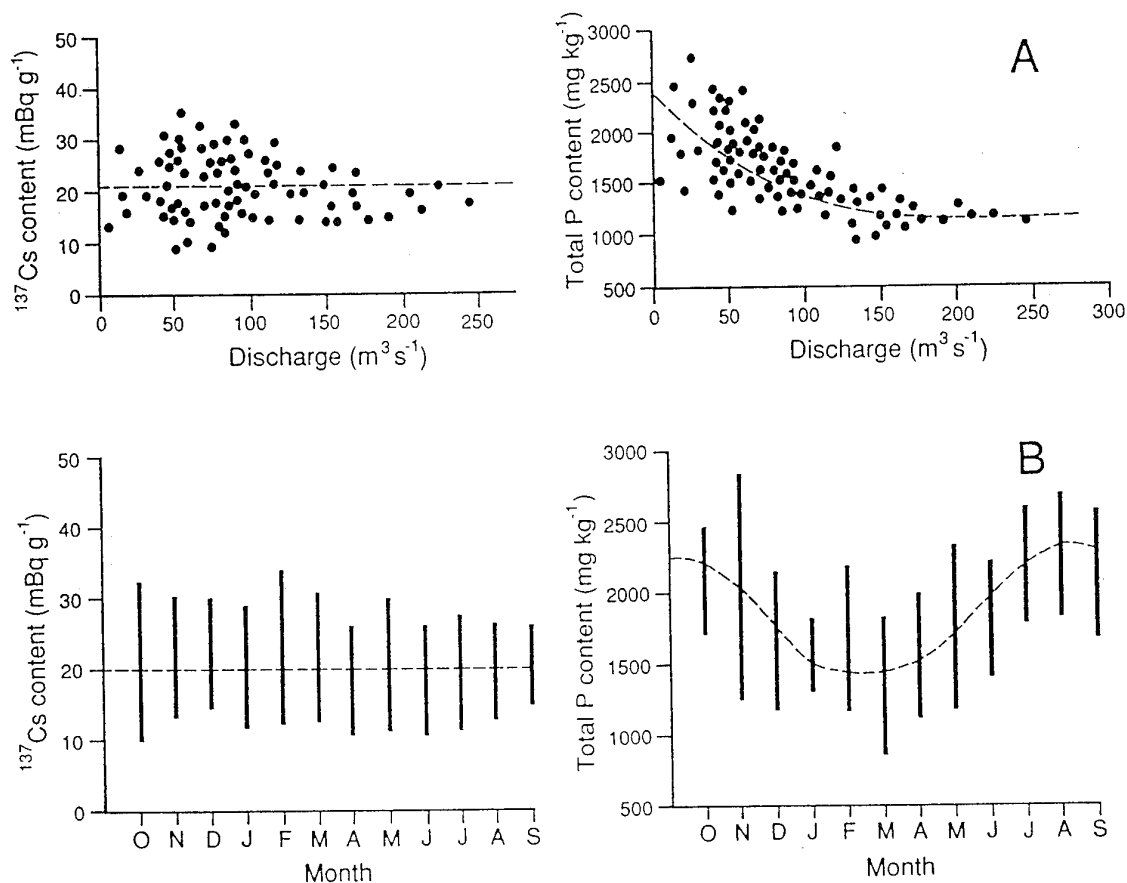 50
40
30
20
10
0
¹³⁷Cs content (mBq g⁻¹)
0 50 100 150 200 250
Discharge (m³ s⁻¹)
A
3000
2500
2000
1500
1000
500
Total P content (mg kg⁻¹)
0 50 100 150 200 250 300
Discharge (m³ s⁻¹)
50
40
30
20
10
0
¹³⁷Cs content (mBq g⁻¹)
O N D J F M A M J J A S
Month
B
3000
2500
2000
1500
1000
500
Total P content (mg kg⁻¹)
O N D J F M A M J J A S
Month